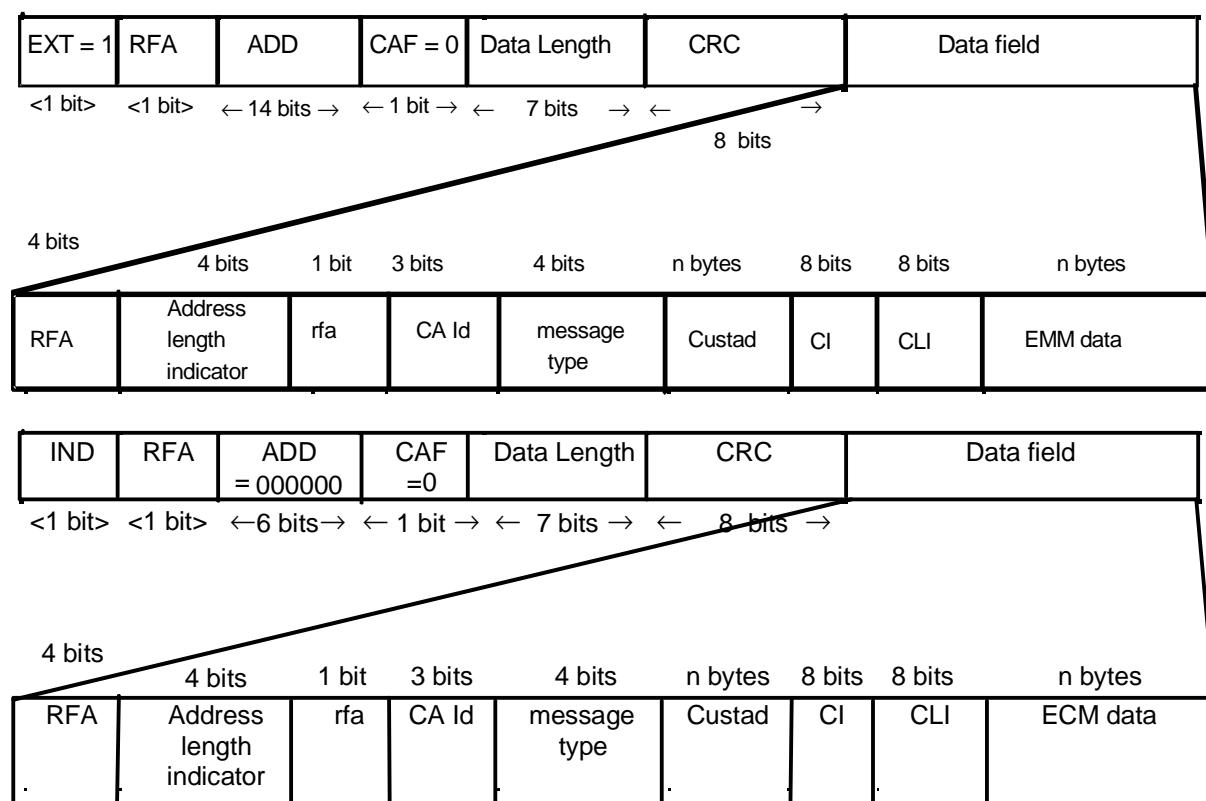 EXT = 1 RFA ADD CAF = 0 Data Length CRC Data field
<1 bit> <1 bit> ← 14 bits → ← 1 bit → ← 7 bits → ← →
8 bits
4 bits
4 bits 1 bit 3 bits 4 bits n bytes 8 bits 8 bits n bytes
RFA Address length indicator rfa CA Id message type Custad CI CLI EMM data
IND RFA ADD = 000000 CAF =0 Data Length CRC Data field
<1 bit> <1 bit> ←6 bits→ ← 1 bit → ← 7 bits → ← 8 bits →
4 bits
4 bits 1 bit 3 bits 4 bits n bytes 8 bits 8 bits n bytes
RFA Address length indicator rfa CA Id message type Custad CI CLI ECM data